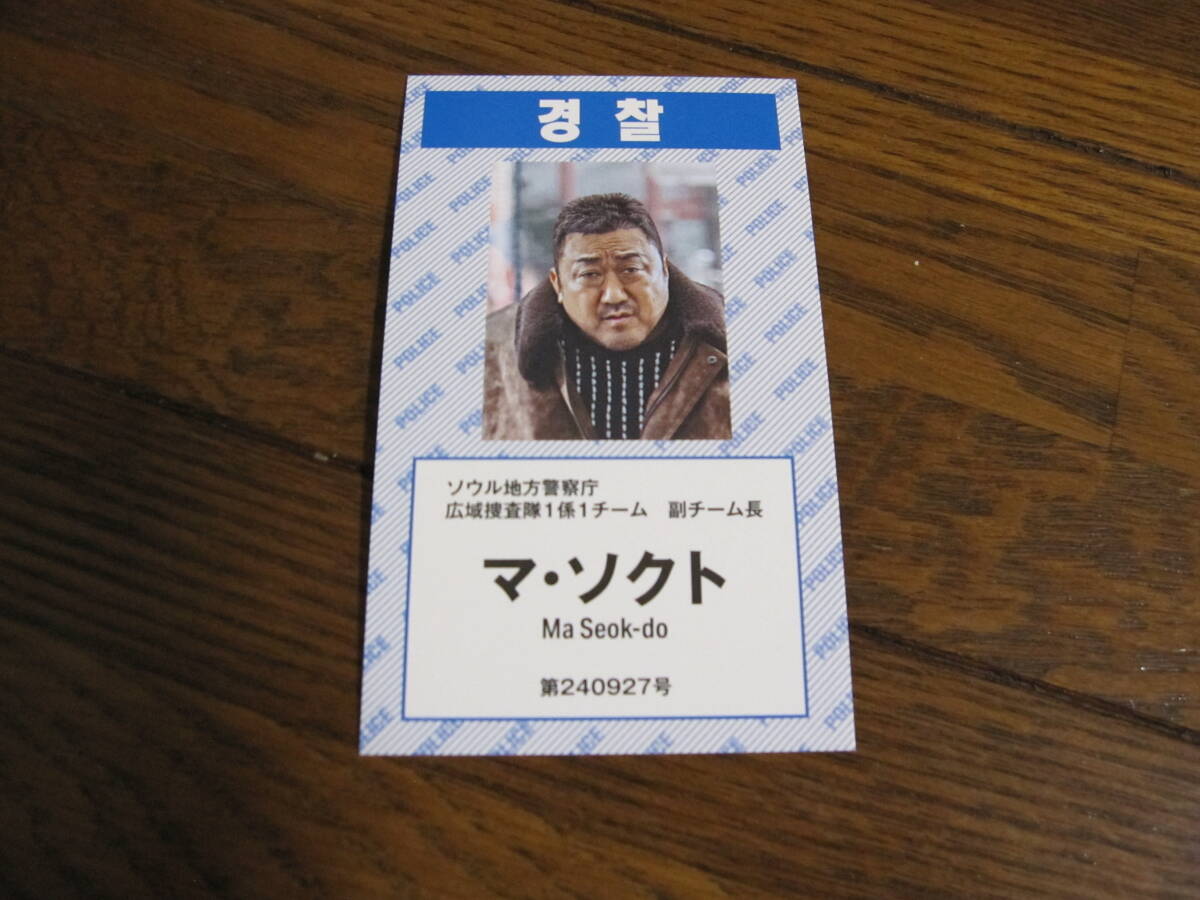 경찰
ソウル地方警察庁
広域捜査隊1係1チーム　副チーム長
マ・ソクト
Ma Seok-do
第240927号
POLICE